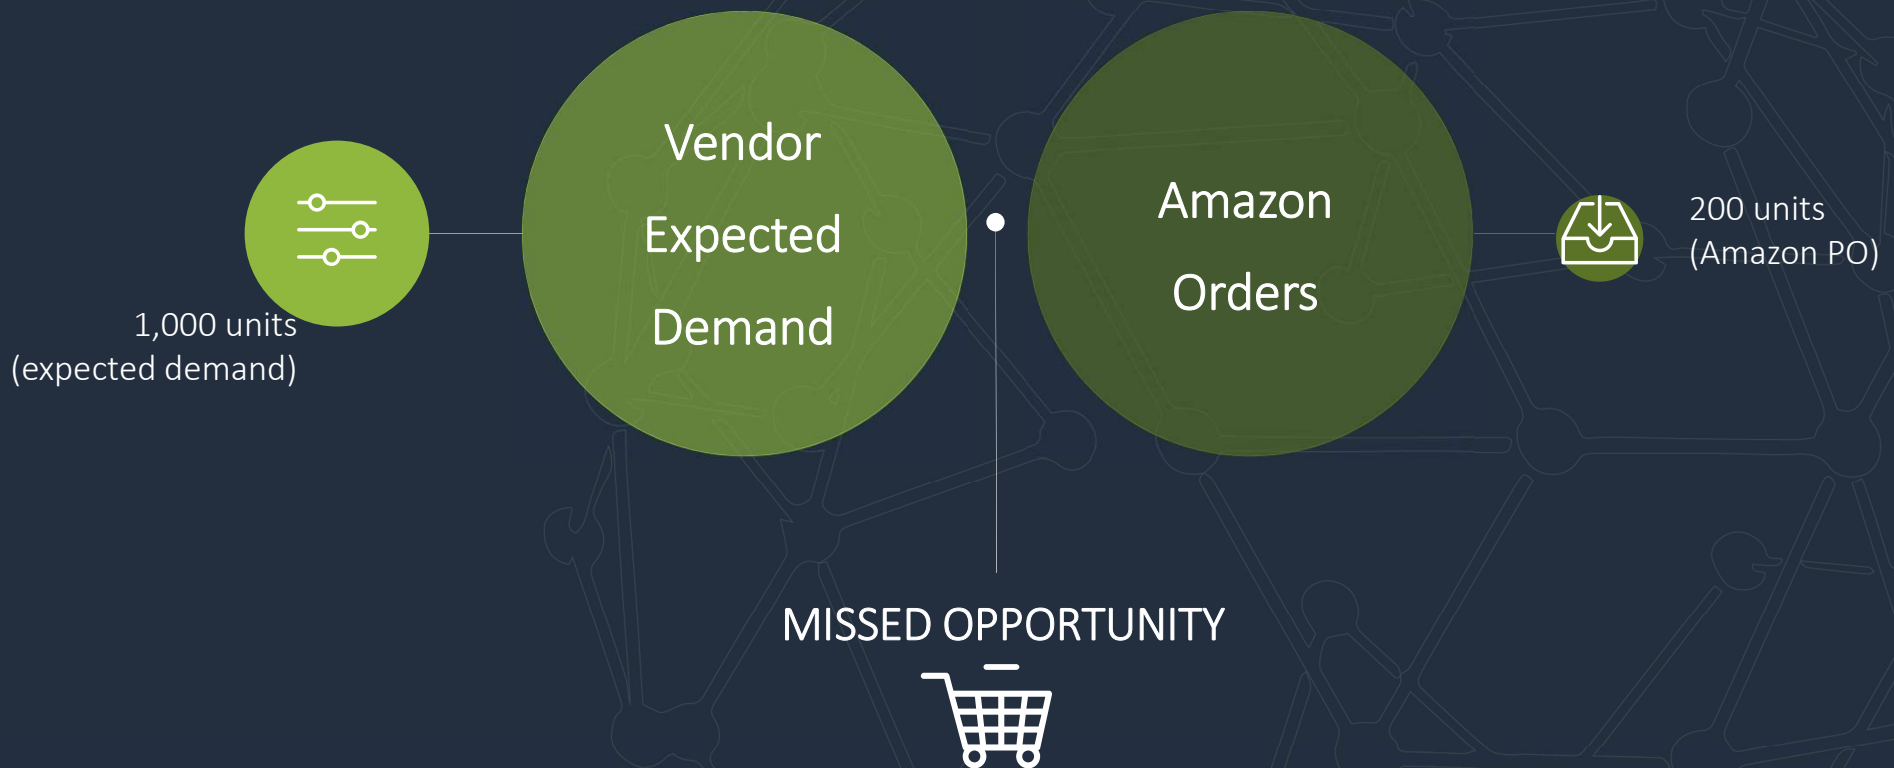 Vendor
Expected
Demand
Amazon
Orders
1,000 units
(expected demand)
200 units
(Amazon PO)
MISSED OPPORTUNITY